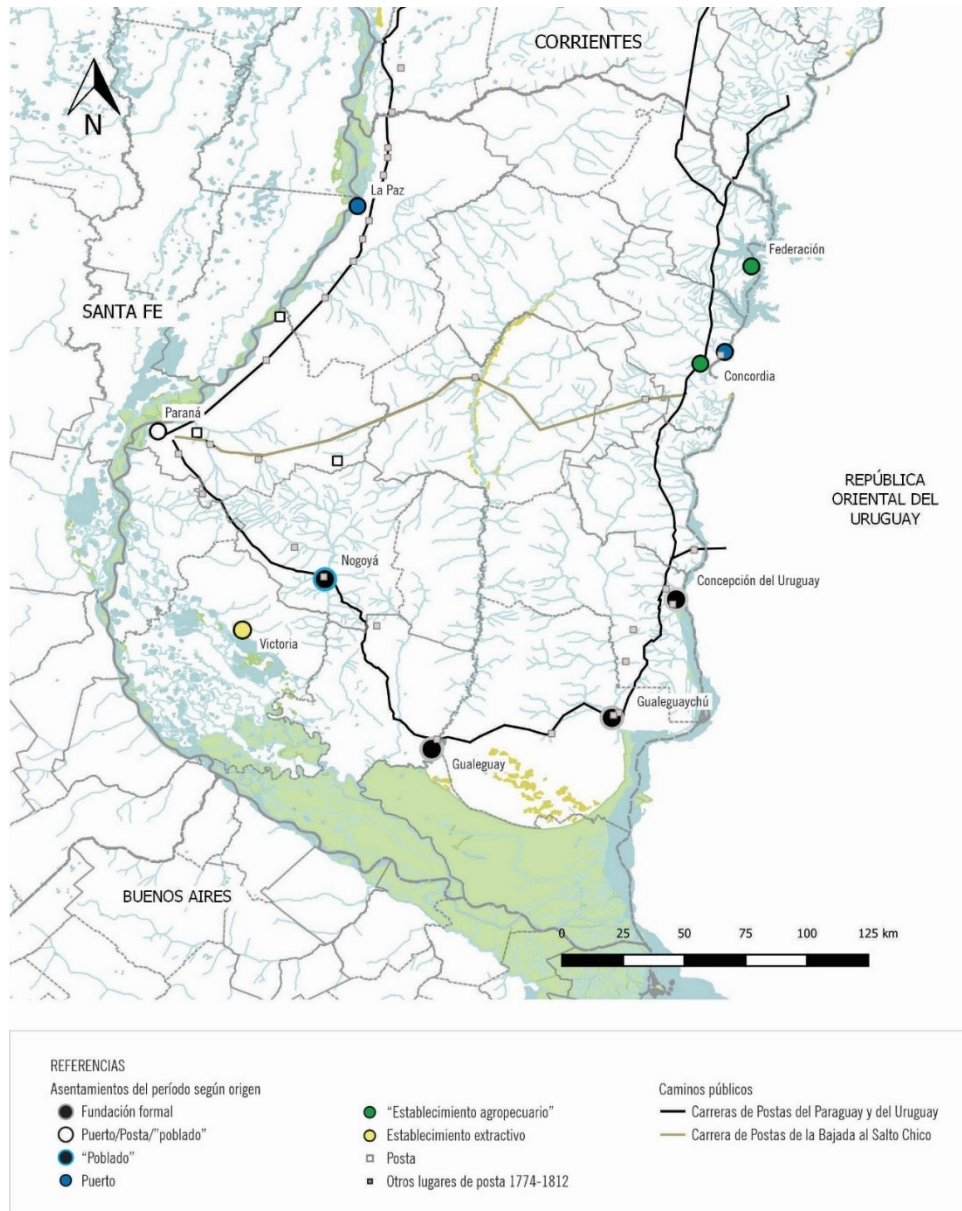 CORRIENTES
N
La Paz
Federación
SANTA FE
Concordia
Paraná
REPÚBLICA
ORIENTAL DEL
URUGUAY
Nogoyá
Concepción del Uruguay
Victoria
Gualeguaychú
Gualeguay
BUENOS AIRES
0 25 50 75 100 125 km
REFERENCIAS
Asentamientos del período según origen
Fundación formal
Puerto/Posta/"poblado"
"Poblado"
Puerto
"Establecimiento agropecuario"
Establecimiento extractivo
Posta
Otros lugares de posta 1774-1812
Caminos públicos
Carreras de Postas del Paraguay y del Uruguay
Carrera de Postas de la Bajada al Salto Chico